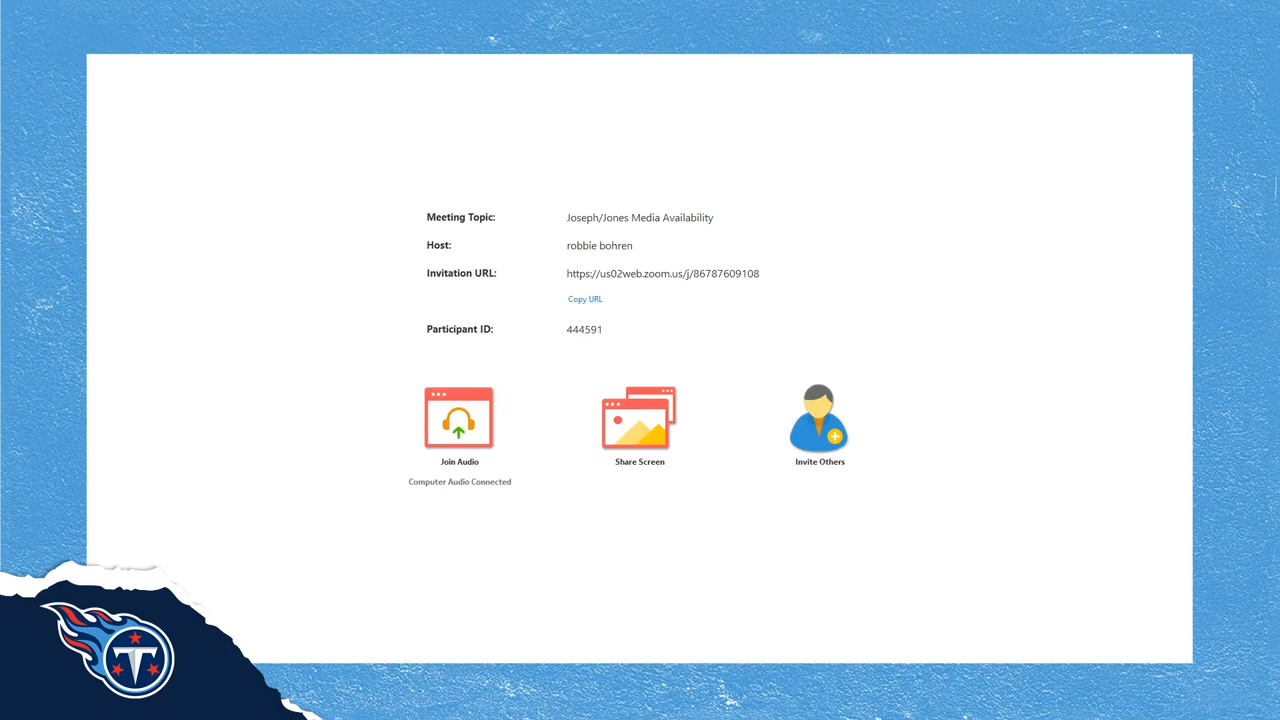 Meeting Topic: Joseph/Jones Media Availability
Host: robbie bohren
Invitation URL: https://us02web.zoom.us/j/86787609108
Copy URL
Participant ID: 444591
Join Audio Share Screen Invite Others
Computer Audio Connected
T